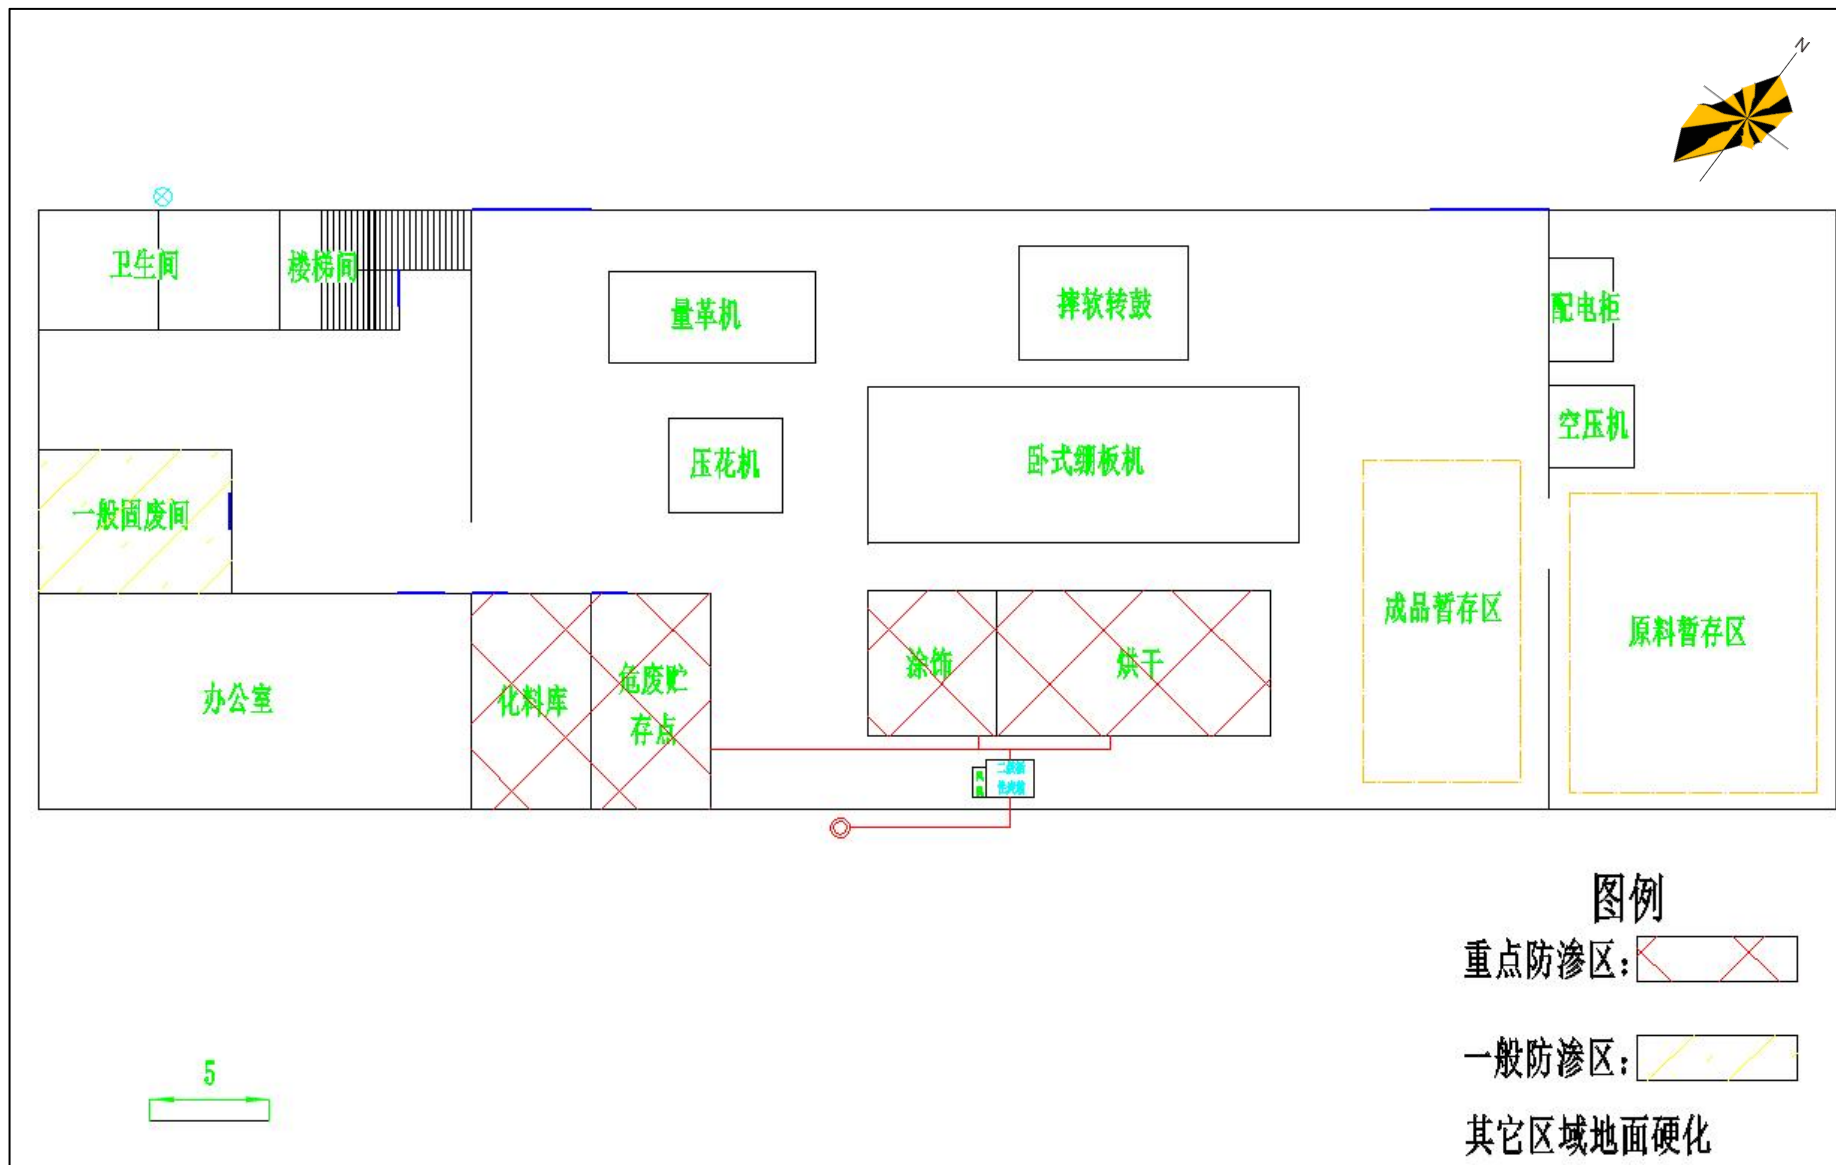 N
卫生间
楼梯间
量革机
摔软转鼓
配电柜
压花机
卧式绷板机
空压机
一般固废间
办公室
化料库
危废贮
存点
涂饰
烘干
成品暂存区
原料暂存区
图例
重点防渗区：
一般防渗区：
其它区域地面硬化
5